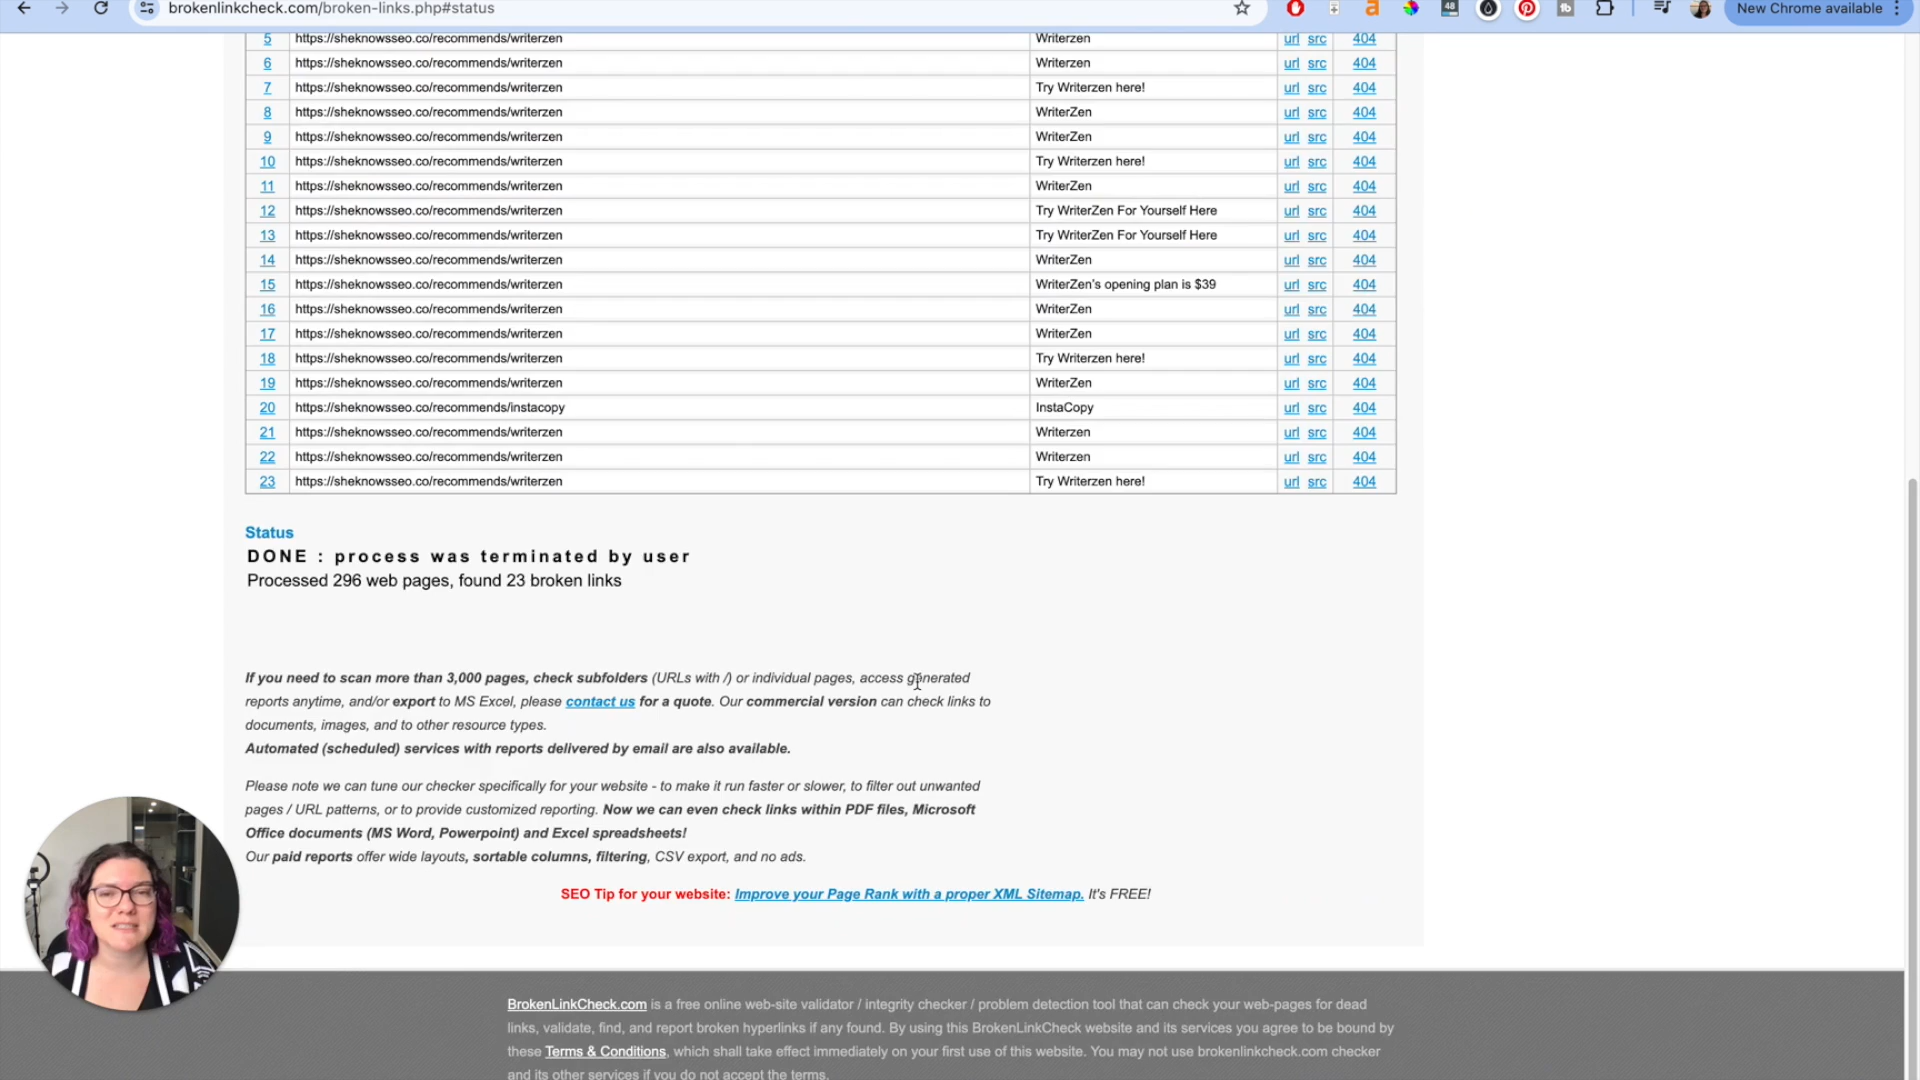 brokenlinkcheck.com/broken-links.php#status
48
New Chrome available
5 https://sheknowsseo.co/recommends/writerzen Writerzen url src 404
6 https://sheknowsseo.co/recommends/writerzen Writerzen url src 404
7 https://sheknowsseo.co/recommends/writerzen Try Writerzen here! url src 404
8 https://sheknowsseo.co/recommends/writerzen WriterZen url src 404
9 https://sheknowsseo.co/recommends/writerzen WriterZen url src 404
10 https://sheknowsseo.co/recommends/writerzen Try Writerzen here! url src 404
11 https://sheknowsseo.co/recommends/writerzen WriterZen url src 404
12 https://sheknowsseo.co/recommends/writerzen Try WriterZen For Yourself Here url src 404
13 https://sheknowsseo.co/recommends/writerzen Try WriterZen For Yourself Here url src 404
14 https://sheknowsseo.co/recommends/writerzen WriterZen url src 404
15 https://sheknowsseo.co/recommends/writerzen WriterZen's opening plan is $39 url src 404
16 https://sheknowsseo.co/recommends/writerzen WriterZen url src 404
17 https://sheknowsseo.co/recommends/writerzen WriterZen url src 404
18 https://sheknowsseo.co/recommends/writerzen Try Writerzen here! url src 404
19 https://sheknowsseo.co/recommends/writerzen WriterZen url src 404
20 https://sheknowsseo.co/recommends/instacopy InstaCopy url src 404
21 https://sheknowsseo.co/recommends/writerzen Writerzen url src 404
22 https://sheknowsseo.co/recommends/writerzen Writerzen url src 404
23 https://sheknowsseo.co/recommends/writerzen Try Writerzen here! url src 404
Status
DONE : process was terminated by user
Processed 296 web pages, found 23 broken links
If you need to scan more than 3,000 pages, check subfolders (URLs with /) or individual pages, access generated
reports anytime, and/or export to MS Excel, please contact us for a quote. Our commercial version can check links to
documents, images, and to other resource types.
Automated (scheduled) services with reports delivered by email are also available.
Please note we can tune our checker specifically for your website - to make it run faster or slower, to filter out unwanted
pages / URL patterns, or to provide customized reporting. Now we can even check links within PDF files, Microsoft
Office documents (MS Word, Powerpoint) and Excel spreadsheets!
Our paid reports offer wide layouts, sortable columns, filtering, CSV export, and no ads.
SEO Tip for your website: Improve your Page Rank with a proper XML Sitemap. It's FREE!
BrokenLinkCheck.com is a free online web-site validator / integrity checker / problem detection tool that can check your web-pages for dead
links, validate, find, and report broken hyperlinks if any found. By using this BrokenLinkCheck website and its services you agree to be bound by
these Terms & Conditions, which shall take effect immediately on your first use of this website. You may not use brokenlinkcheck.com checker
and its other services if you do not accept the terms.